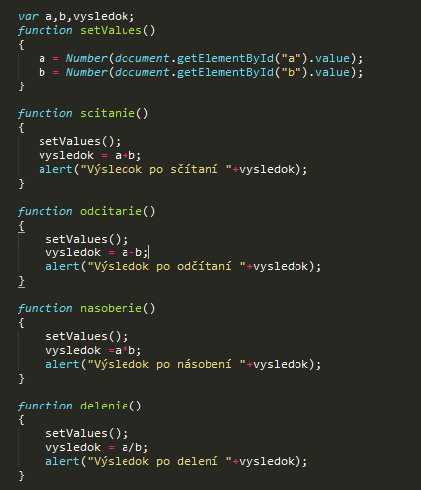 var a,b,vysledok;
function setValues()
{
a = Number(document.getElementById("a").value);
b = Number(document.getElementById("b").value);
}
function scitanie()
{
setValues();
vysledok = a+b;
alert("Výsledok po sčítaní "+vysledok);
}
function odcitanie()
{
setValues();
vysledok = a-b;
alert("Výsledok po odčítaní "+vysledok);
}
function nasobenie()
{
setValues();
vysledok =a*b;
alert("Výsledok po násobení "+vysledok);
}
function delenie()
{
setValues();
vysledok = a/b;
alert("Výsledok po delení "+vysledok);
}